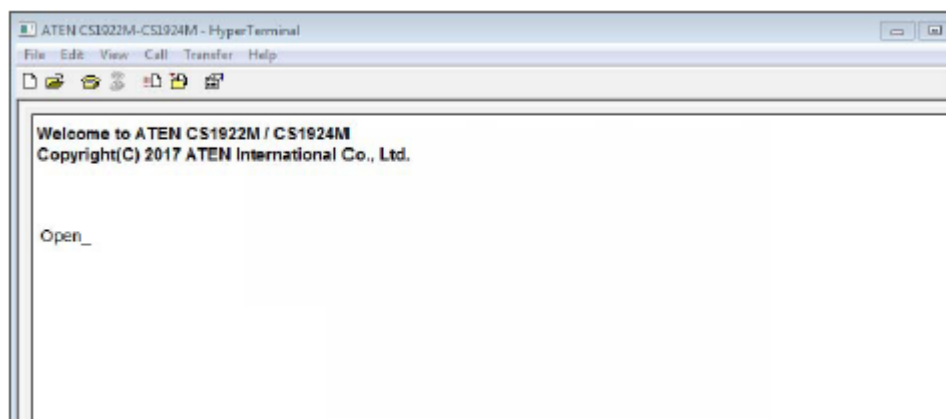 ATEN CS1922M-CS1924M - HyperTerminal
File Edit View Call Transfer Help
Welcome to ATEN CS1922M / CS1924M
Copyright(C) 2017 ATEN International Co., Ltd.
Open_